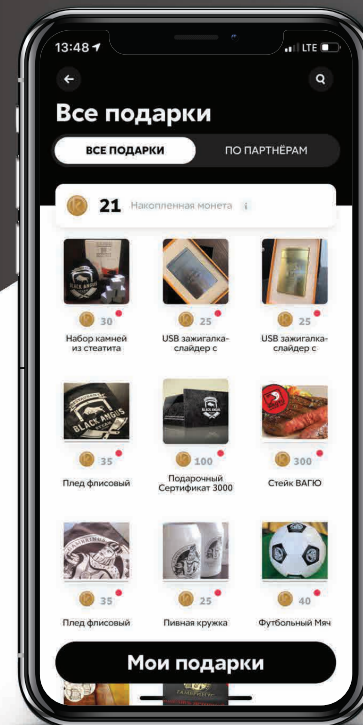 13:48
LTE
Все подарки
ВСЕ ПОДАРКИ
ПО ПАРТНЁРАМ
21 Накопленная монета i
30
25
25
Набор камней
из стеатита
USB зажигалка-
слайдер с
USB зажигалка-
слайдер с
BLACK ANGUS
35
100
300
Плед флисовый
Подарочный
Сертификат 3000
Стейк ВАГЮ
35
25
40
Плед флисовый
Пивная кружка
Футбольный Мяч
Мои подарки